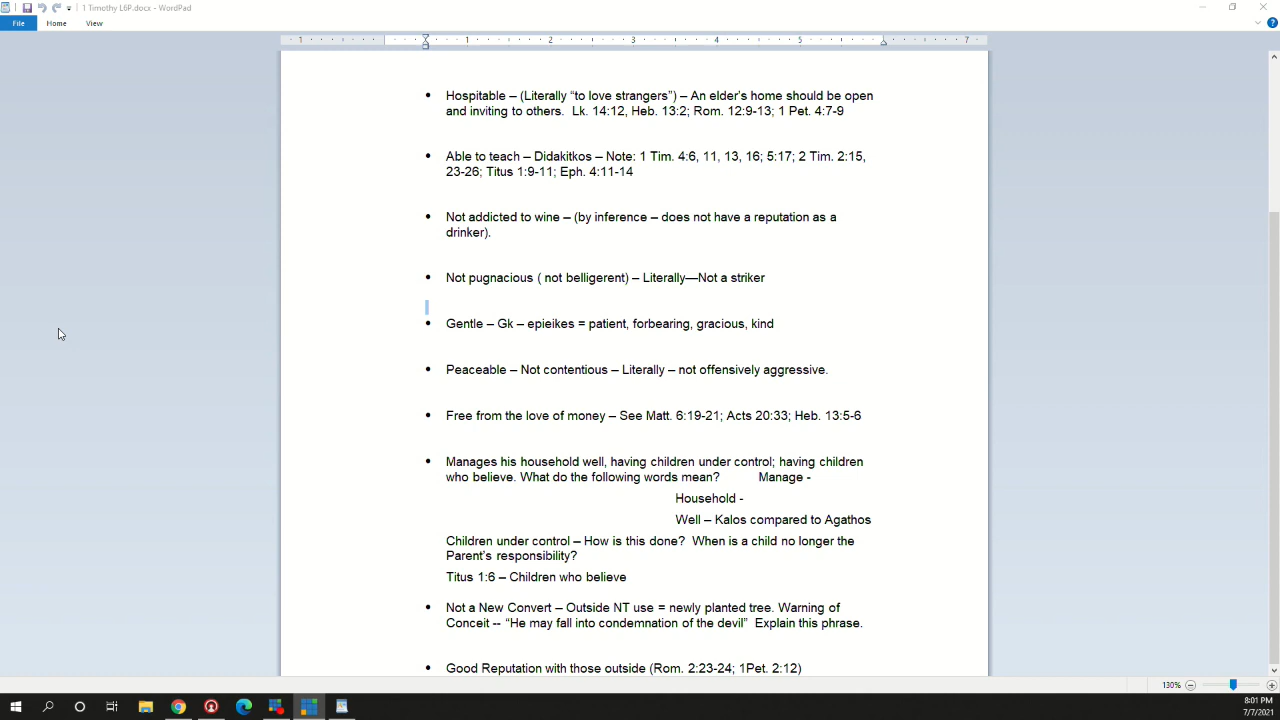 1 Timothy L6P.docx - WordPad
File Home View
1 1 2 3 4 5 7
• Hospitable – (Literally “to love strangers”) – An elder’s home should be open
and inviting to others. Lk. 14:12, Heb. 13:2; Rom. 12:9-13; 1 Pet. 4:7-9
• Able to teach – Didakitkos – Note: 1 Tim. 4:6, 11, 13, 16; 5:17; 2 Tim. 2:15,
23-26; Titus 1:9-11; Eph. 4:11-14
• Not addicted to wine – (by inference – does not have a reputation as a
drinker).
• Not pugnacious ( not belligerent) – Literally—Not a striker
• Gentle – Gk – epieikes = patient, forbearing, gracious, kind
• Peaceable – Not contentious – Literally – not offensively aggressive.
• Free from the love of money – See Matt. 6:19-21; Acts 20:33; Heb. 13:5-6
• Manages his household well, having children under control; having children
who believe. What do the following words mean? Manage -
Household -
Well – Kalos compared to Agathos
Children under control – How is this done? When is a child no longer the
Parent’s responsibility?
Titus 1:6 – Children who believe
• Not a New Convert – Outside NT use = newly planted tree. Warning of
Conceit -- “He may fall into condemnation of the devil” Explain this phrase.
• Good Reputation with those outside (Rom. 2:23-24; 1Pet. 2:12)
130%
8:01 PM
7/7/2021